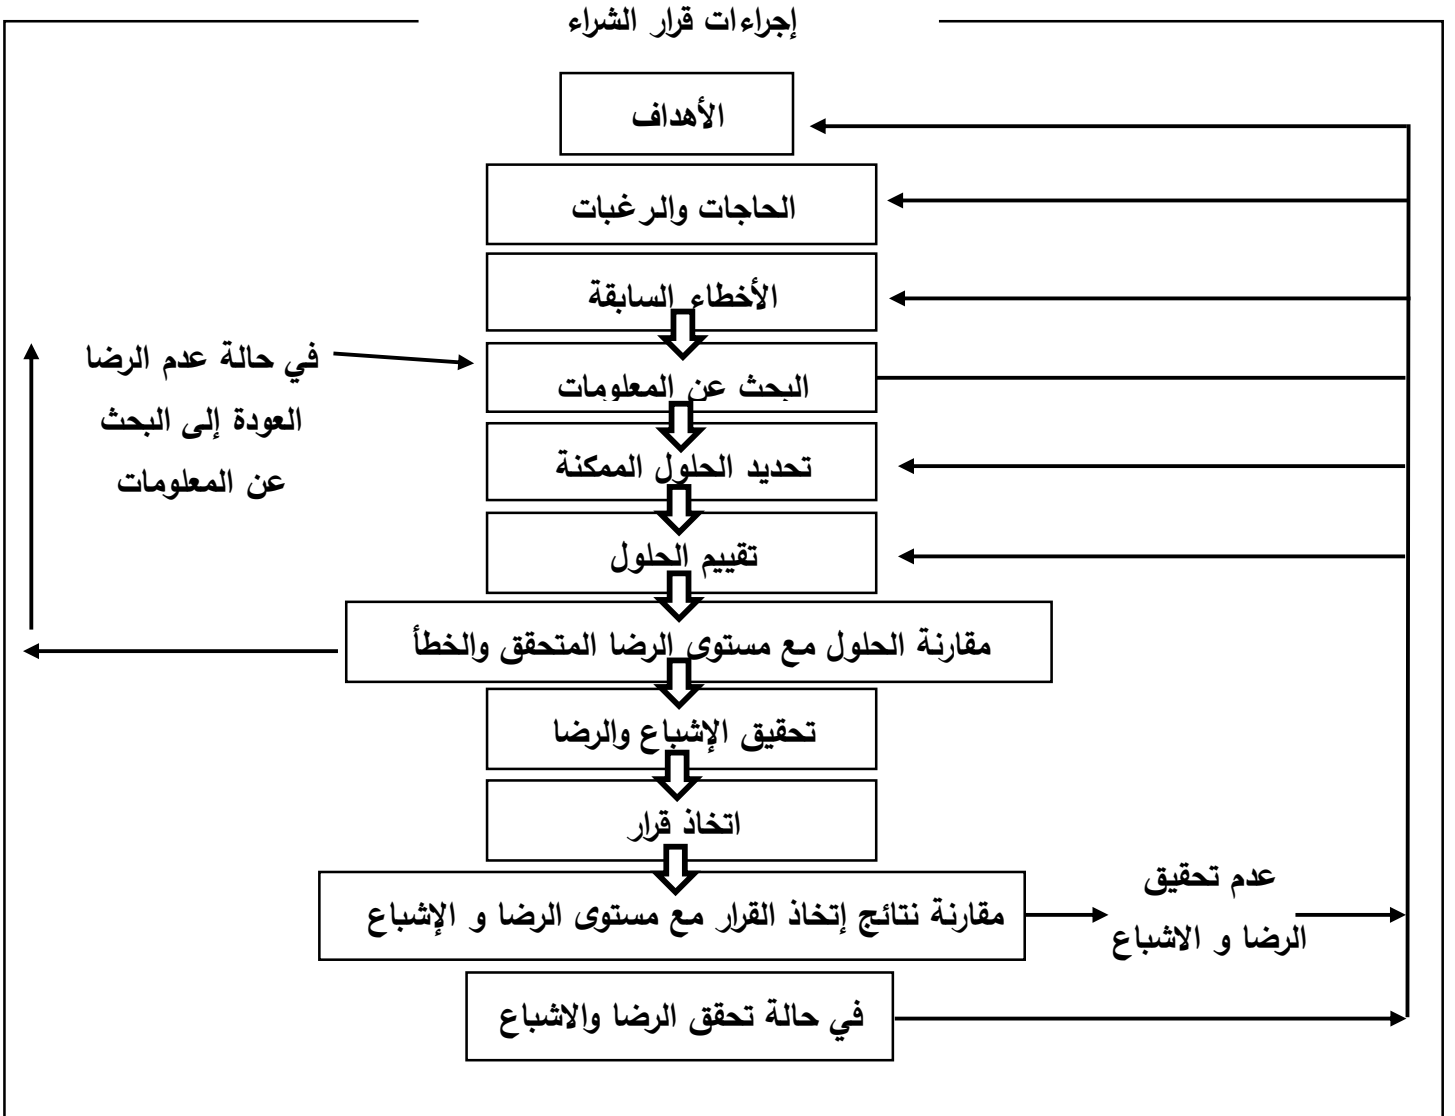 إجراءات قرار الشراء
الأهداف
الحاجات والرغبات
الأخطاء السابقة
في حالة عدم الرضا
العودة إلى البحث
عن المعلومات
البحث عن المعلومات
تحديد الحلول الممكنة
تقييم الحلول
مقارنة الحلول مع مستوى الرضا المتحقق والخطأ
تحقيق الإشباع والرضا
اتخاذ قرار
مقارنة نتائج إتخاذ القرار مع مستوى الرضا و الإشباع
عدم تحقيق
الرضا و الاشباع
في حالة تحقق الرضا والاشباع